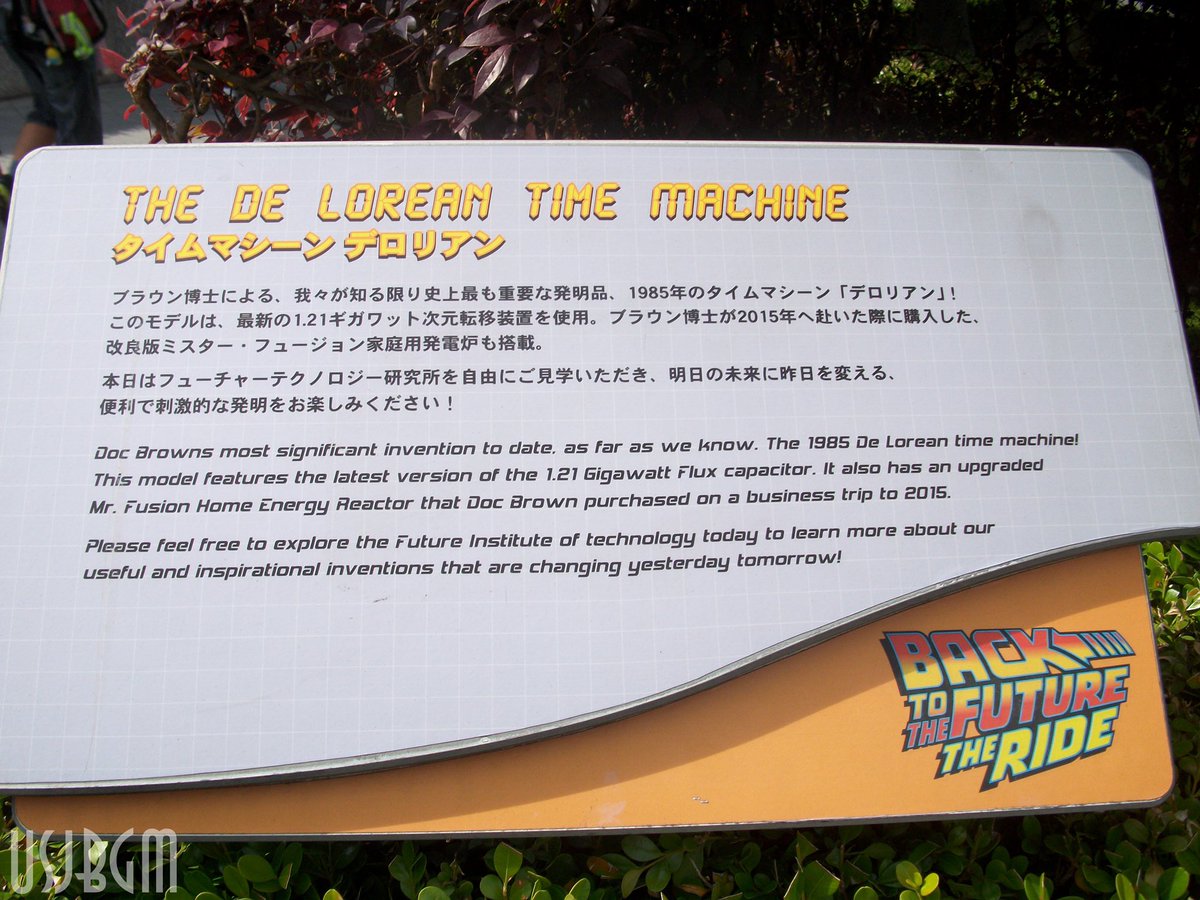 THE DE LOREAN TIME MACHINE
タイムマシーン デロリアン
ブラウン博士による、我々が知る限り史上最も重要な発明品、1985年のタイムマシーン「デロリアン」!
このモデルは、最新の1.21ギガワット次元転移装置を使用。ブラウン博士が2015年へ赴いた際に購入した、
改良版ミスター・フュージョン家庭用発電炉も搭載。
本日はフューチャーテクノロジー研究所を自由にご見学いただき、明日の未来に昨日を変える、
便利で刺激的な発明をお楽しみください!
Doc Browns most significant invention to date, as far as we know. The 1985 De Lorean time machine!
This model features the latest version of the 1.21 Gigawatt Flux capacitor. It also has an upgraded
Mr. Fusion Home Energy Reactor that Doc Brown purchased on a business trip to 2015.
Please feel free to explore the Future Institute of technology today to learn more about our
useful and inspirational inventions that are changing yesterday tomorrow!
BACK
TO THE FUTURE
THE RIDE
USJBGM